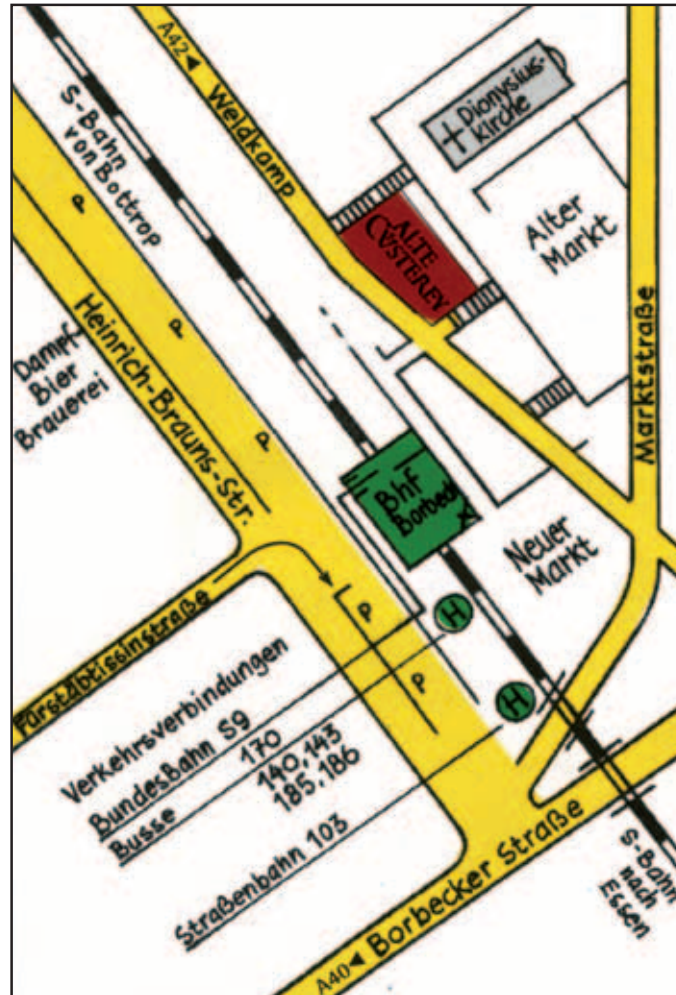 A42◄ Weidkamp
S-Bahn
von Bottrop
✝ Dionysius-
kirche
ALTE
CVSTEREY
Alter
Markt
Marktstraße
P
P
P
Heinrich-Brauns-Str.
Dampf-
Bier
Brauerei
Bhf
Borbeck
Neuer
Markt
Fürstäbtissinstraße
P
P
H
H
Verkehrsverbindungen
Bundesbahn S9
Busse 170
140,143
185,186
Straßenbahn 103
A40◄ Borbecker Straße
S-Bahn
nach
Essen